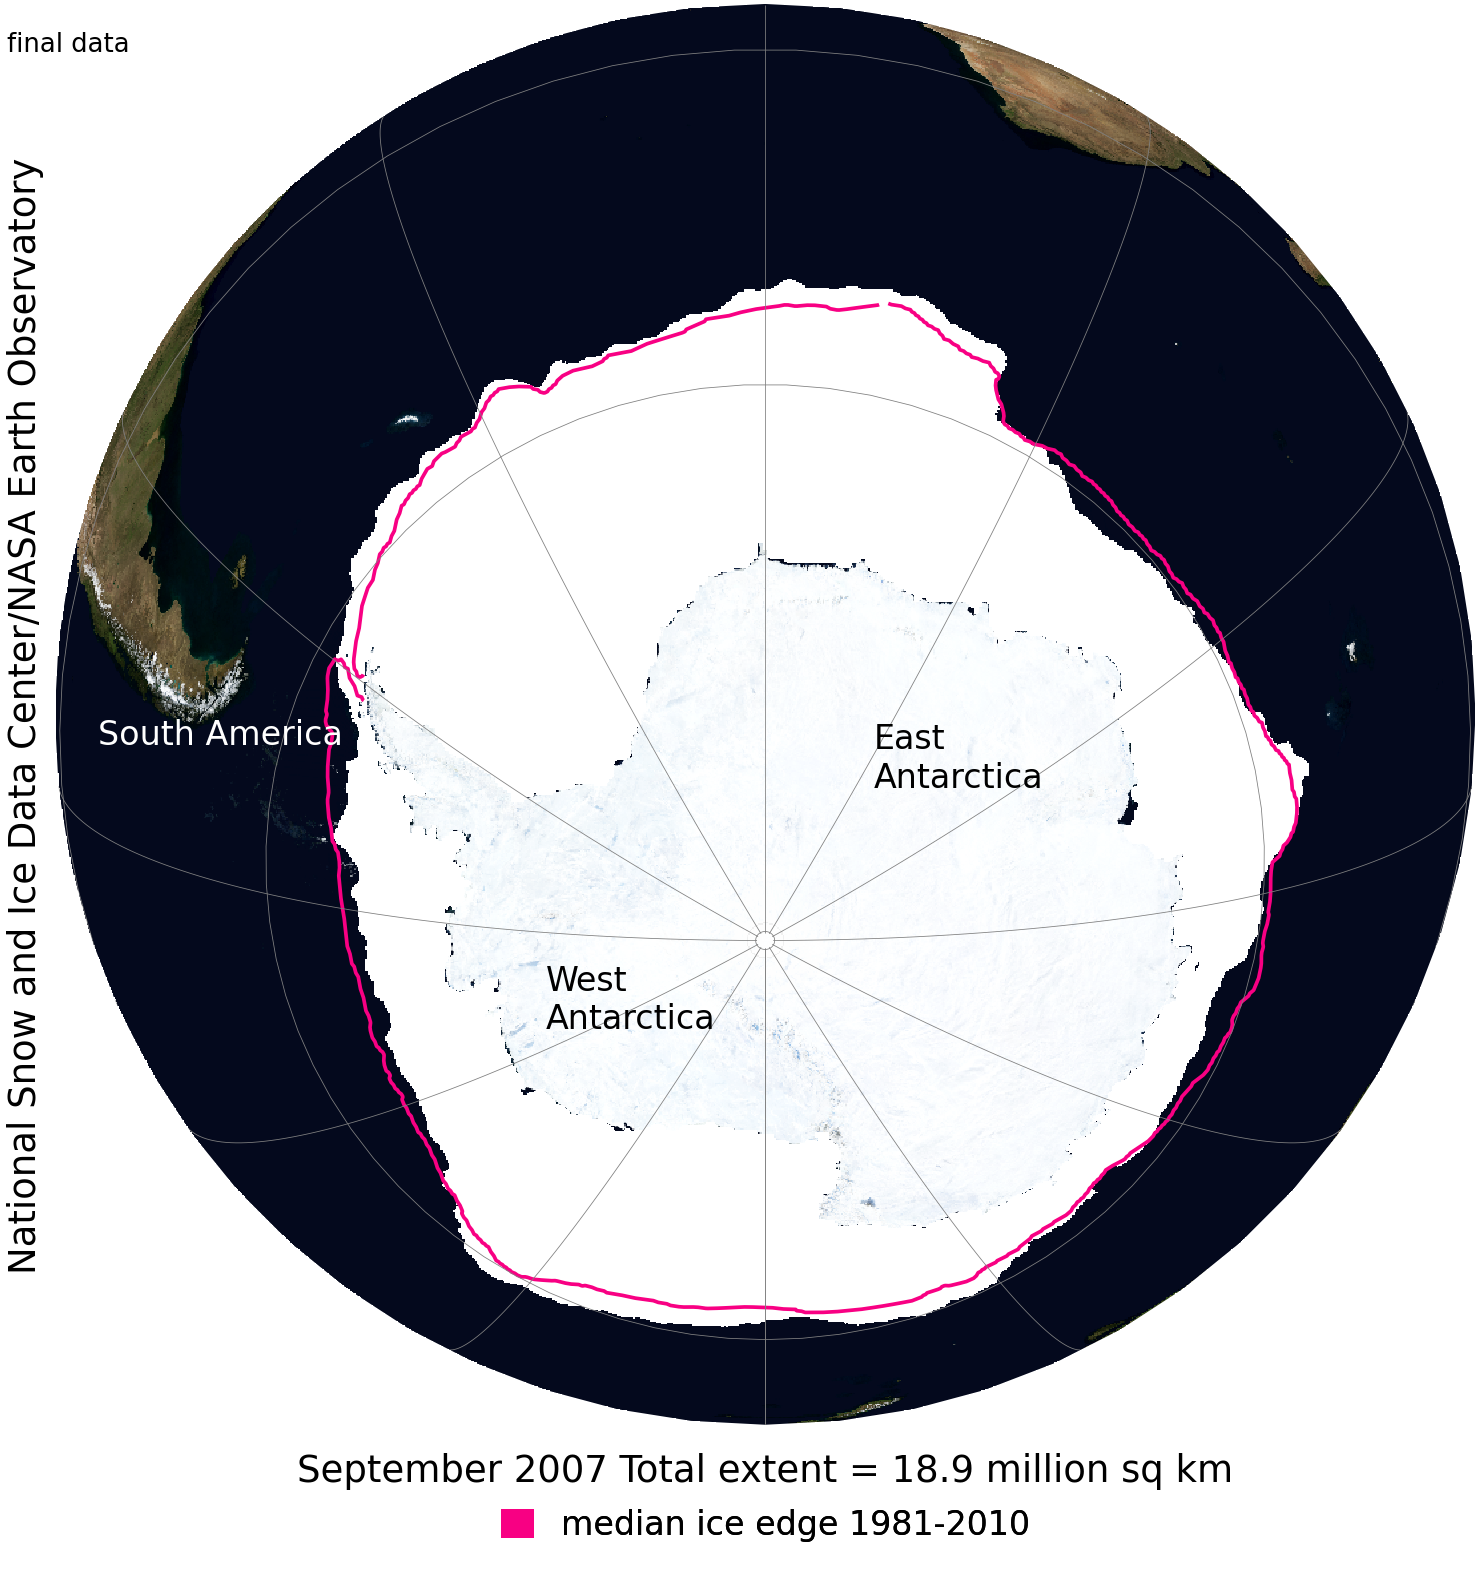 final data
National Snow and Ice Data Center/NASA Earth Observatory
South America
East
Antarctica
West
Antarctica
September 2007 Total extent = 18.9 million sq km
median ice edge 1981-2010